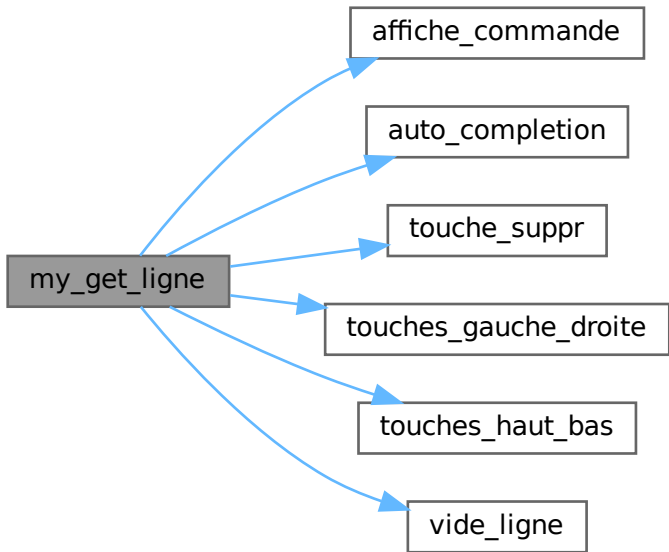 affiche_commande
auto_completion
touche_suppr
my_get_ligne
touches_gauche_droite
touches_haut_bas
vide_ligne